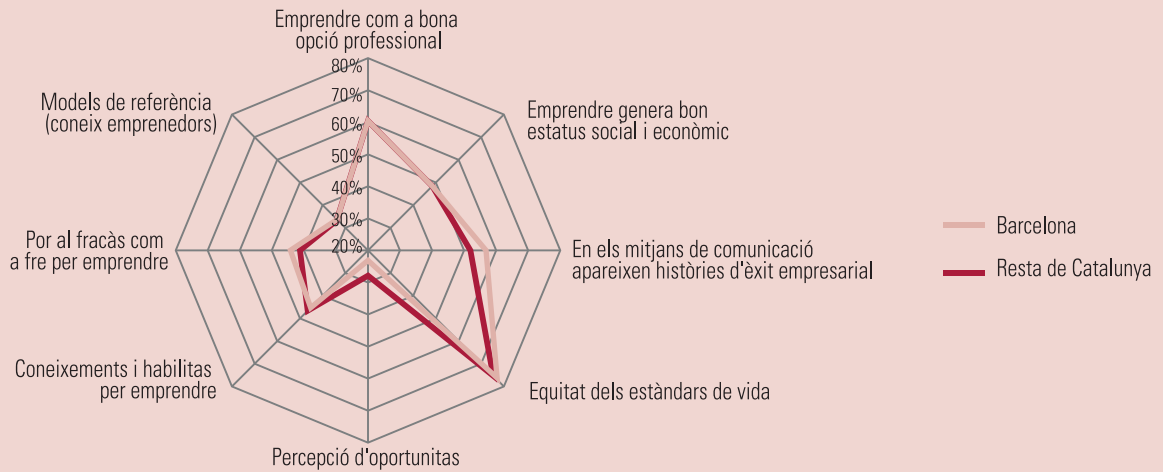 Emprendre com a bona
opció professional
80%
70%
60%
50%
40%
30%
20%
Models de referència
(coneix emprenedors)
Emprendre genera bon
estatus social i econòmic
Por al fracàs com
a fre per emprendre
En els mitjans de comunicació
apareixen històries d'èxit empresarial
Barcelona
Resta de Catalunya
Coneixements i habilitas
per emprendre
Equitat dels estàndars de vida
Percepció d'oportunitas